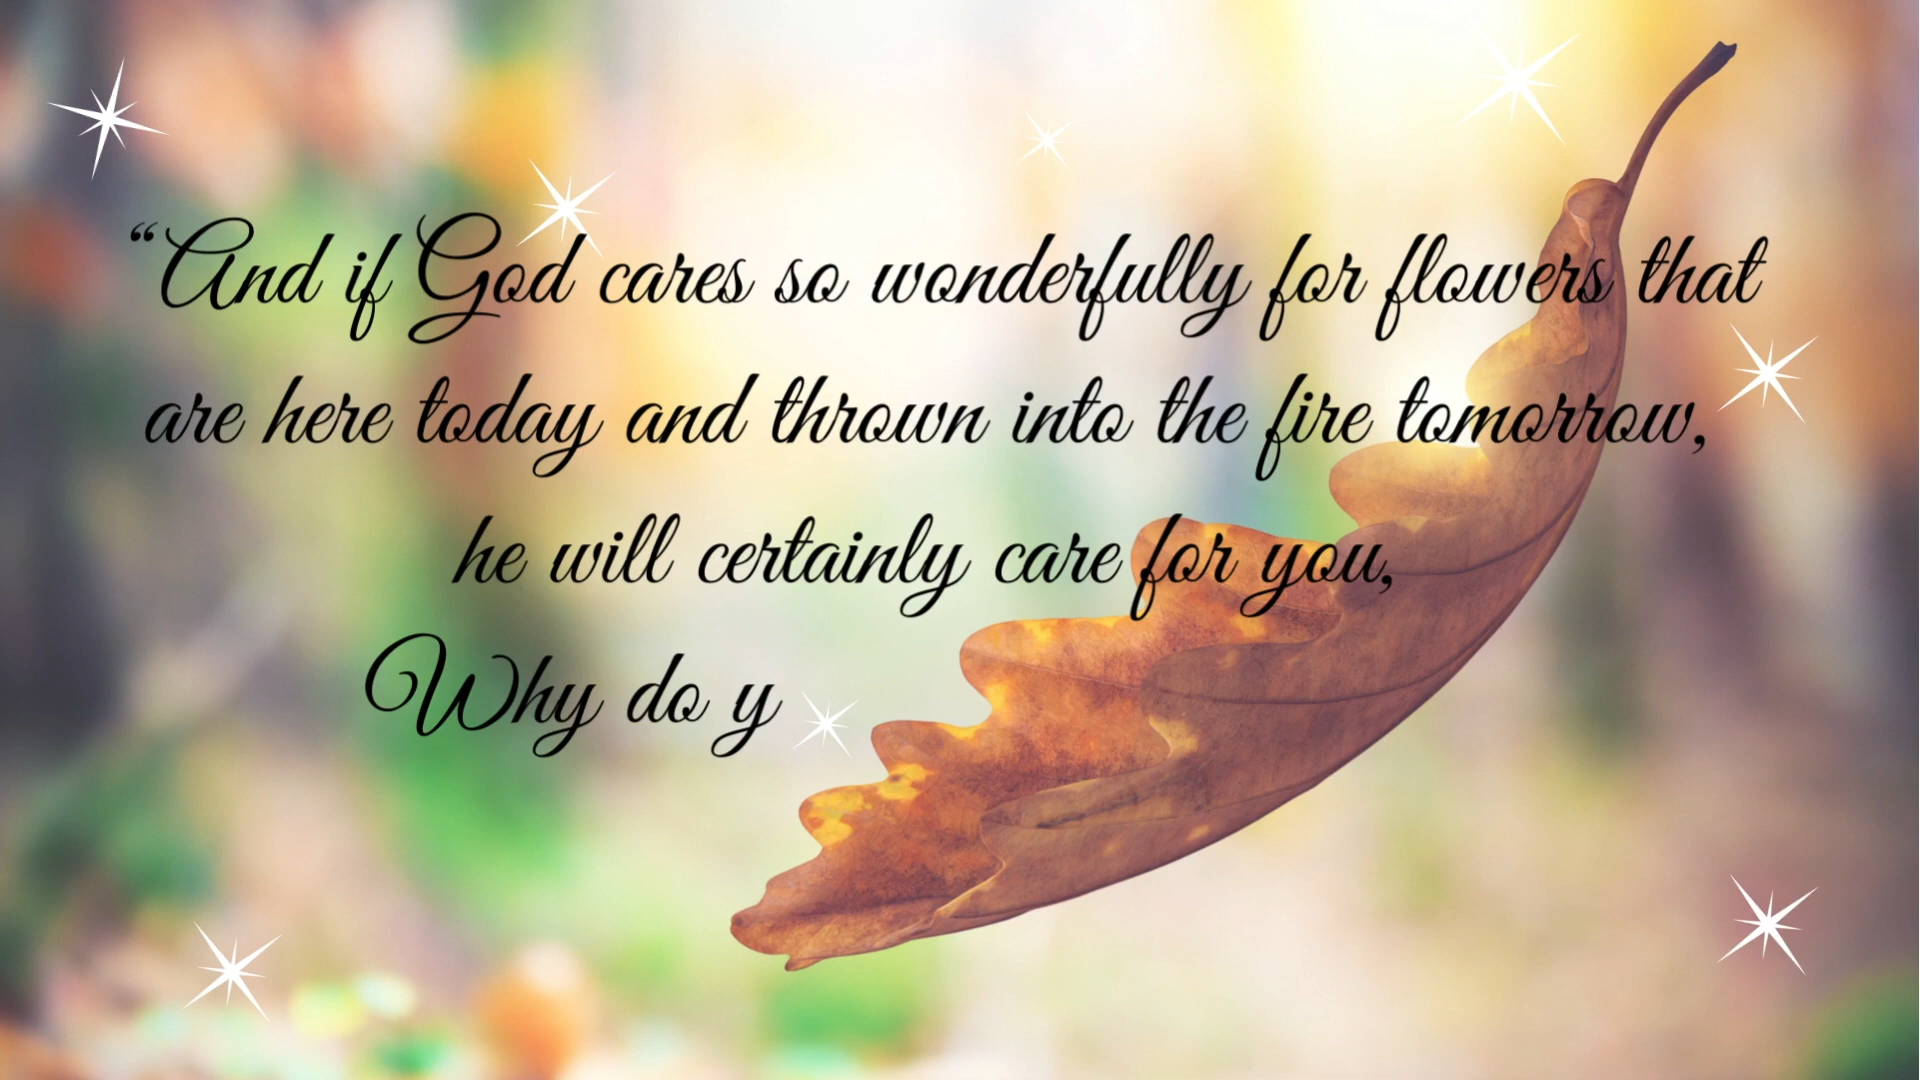 “And if God cares so wonderfully for flowers that
are here today and thrown into the fire tomorrow,
he will certainly care for you,
Why do y